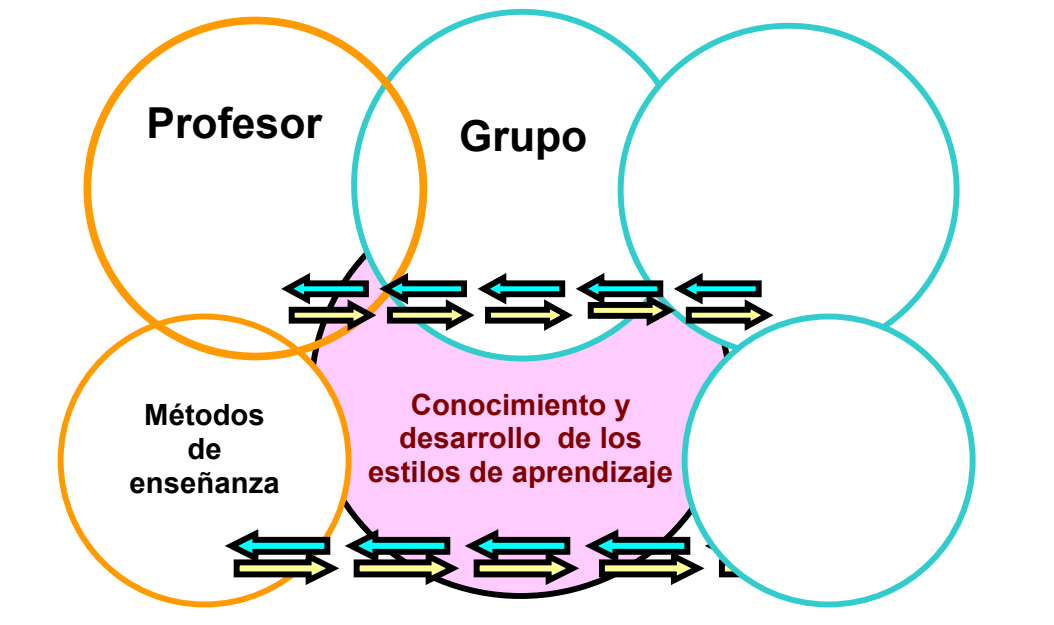 Profesor
Grupo
Métodos
de
enseñanza
Conocimiento y
desarrollo de los
estilos de aprendizaje